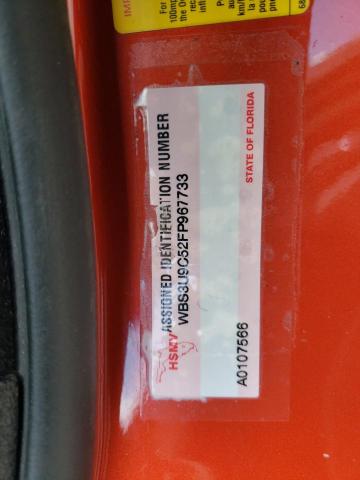 ASSIGNED IDENTIFICATION NUMBER
HSMV
WBS3U9C52FP967733
A0107566
STATE OF FLORIDA